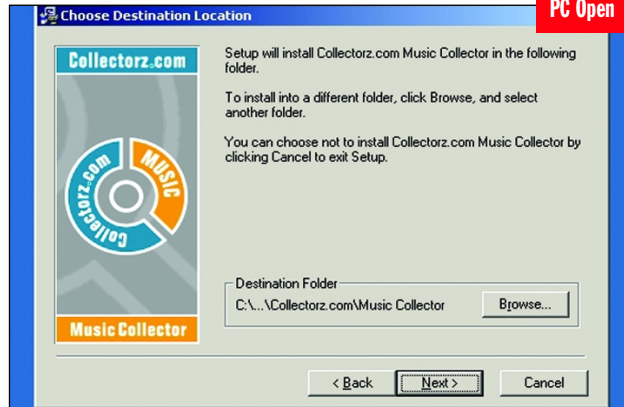 PC Open
Choose Destination Location
Collectorz.com
Setup will install Collectorz.com Music Collector in the following
folder.
To install into a different folder, click Browse, and select
another folder.
You can choose not to install Collectorz.com Music Collector by
clicking Cancel to exit Setup.
MUSIC
Collectorz.com
Destination Folder
C:\...\Collectorz.com\Music Collector
Browse...
Music Collector
< Back
Next >
Cancel